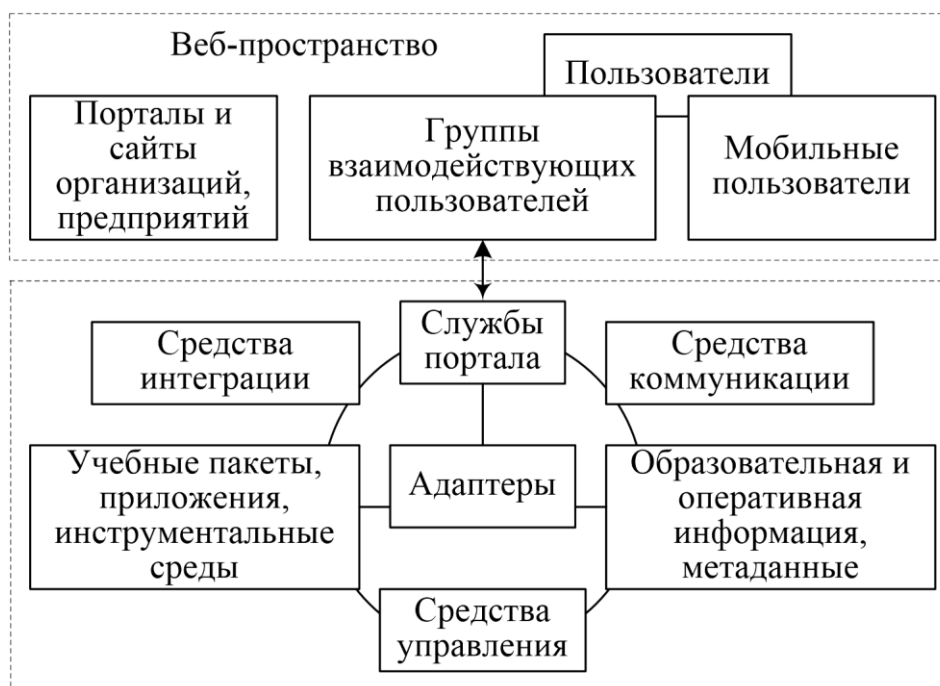 Веб-пространство
Пользователи
Порталы и
сайты
организаций,
предприятий
Группы
взаимодействующих
пользователей
Мобильные
пользователи
Службы
портала
Средства
интеграции
Средства
коммуникации
Учебные пакеты,
приложения,
инструментальные
среды
Адаптеры
Образовательная и
оперативная
информация,
метаданные
Средства
управления